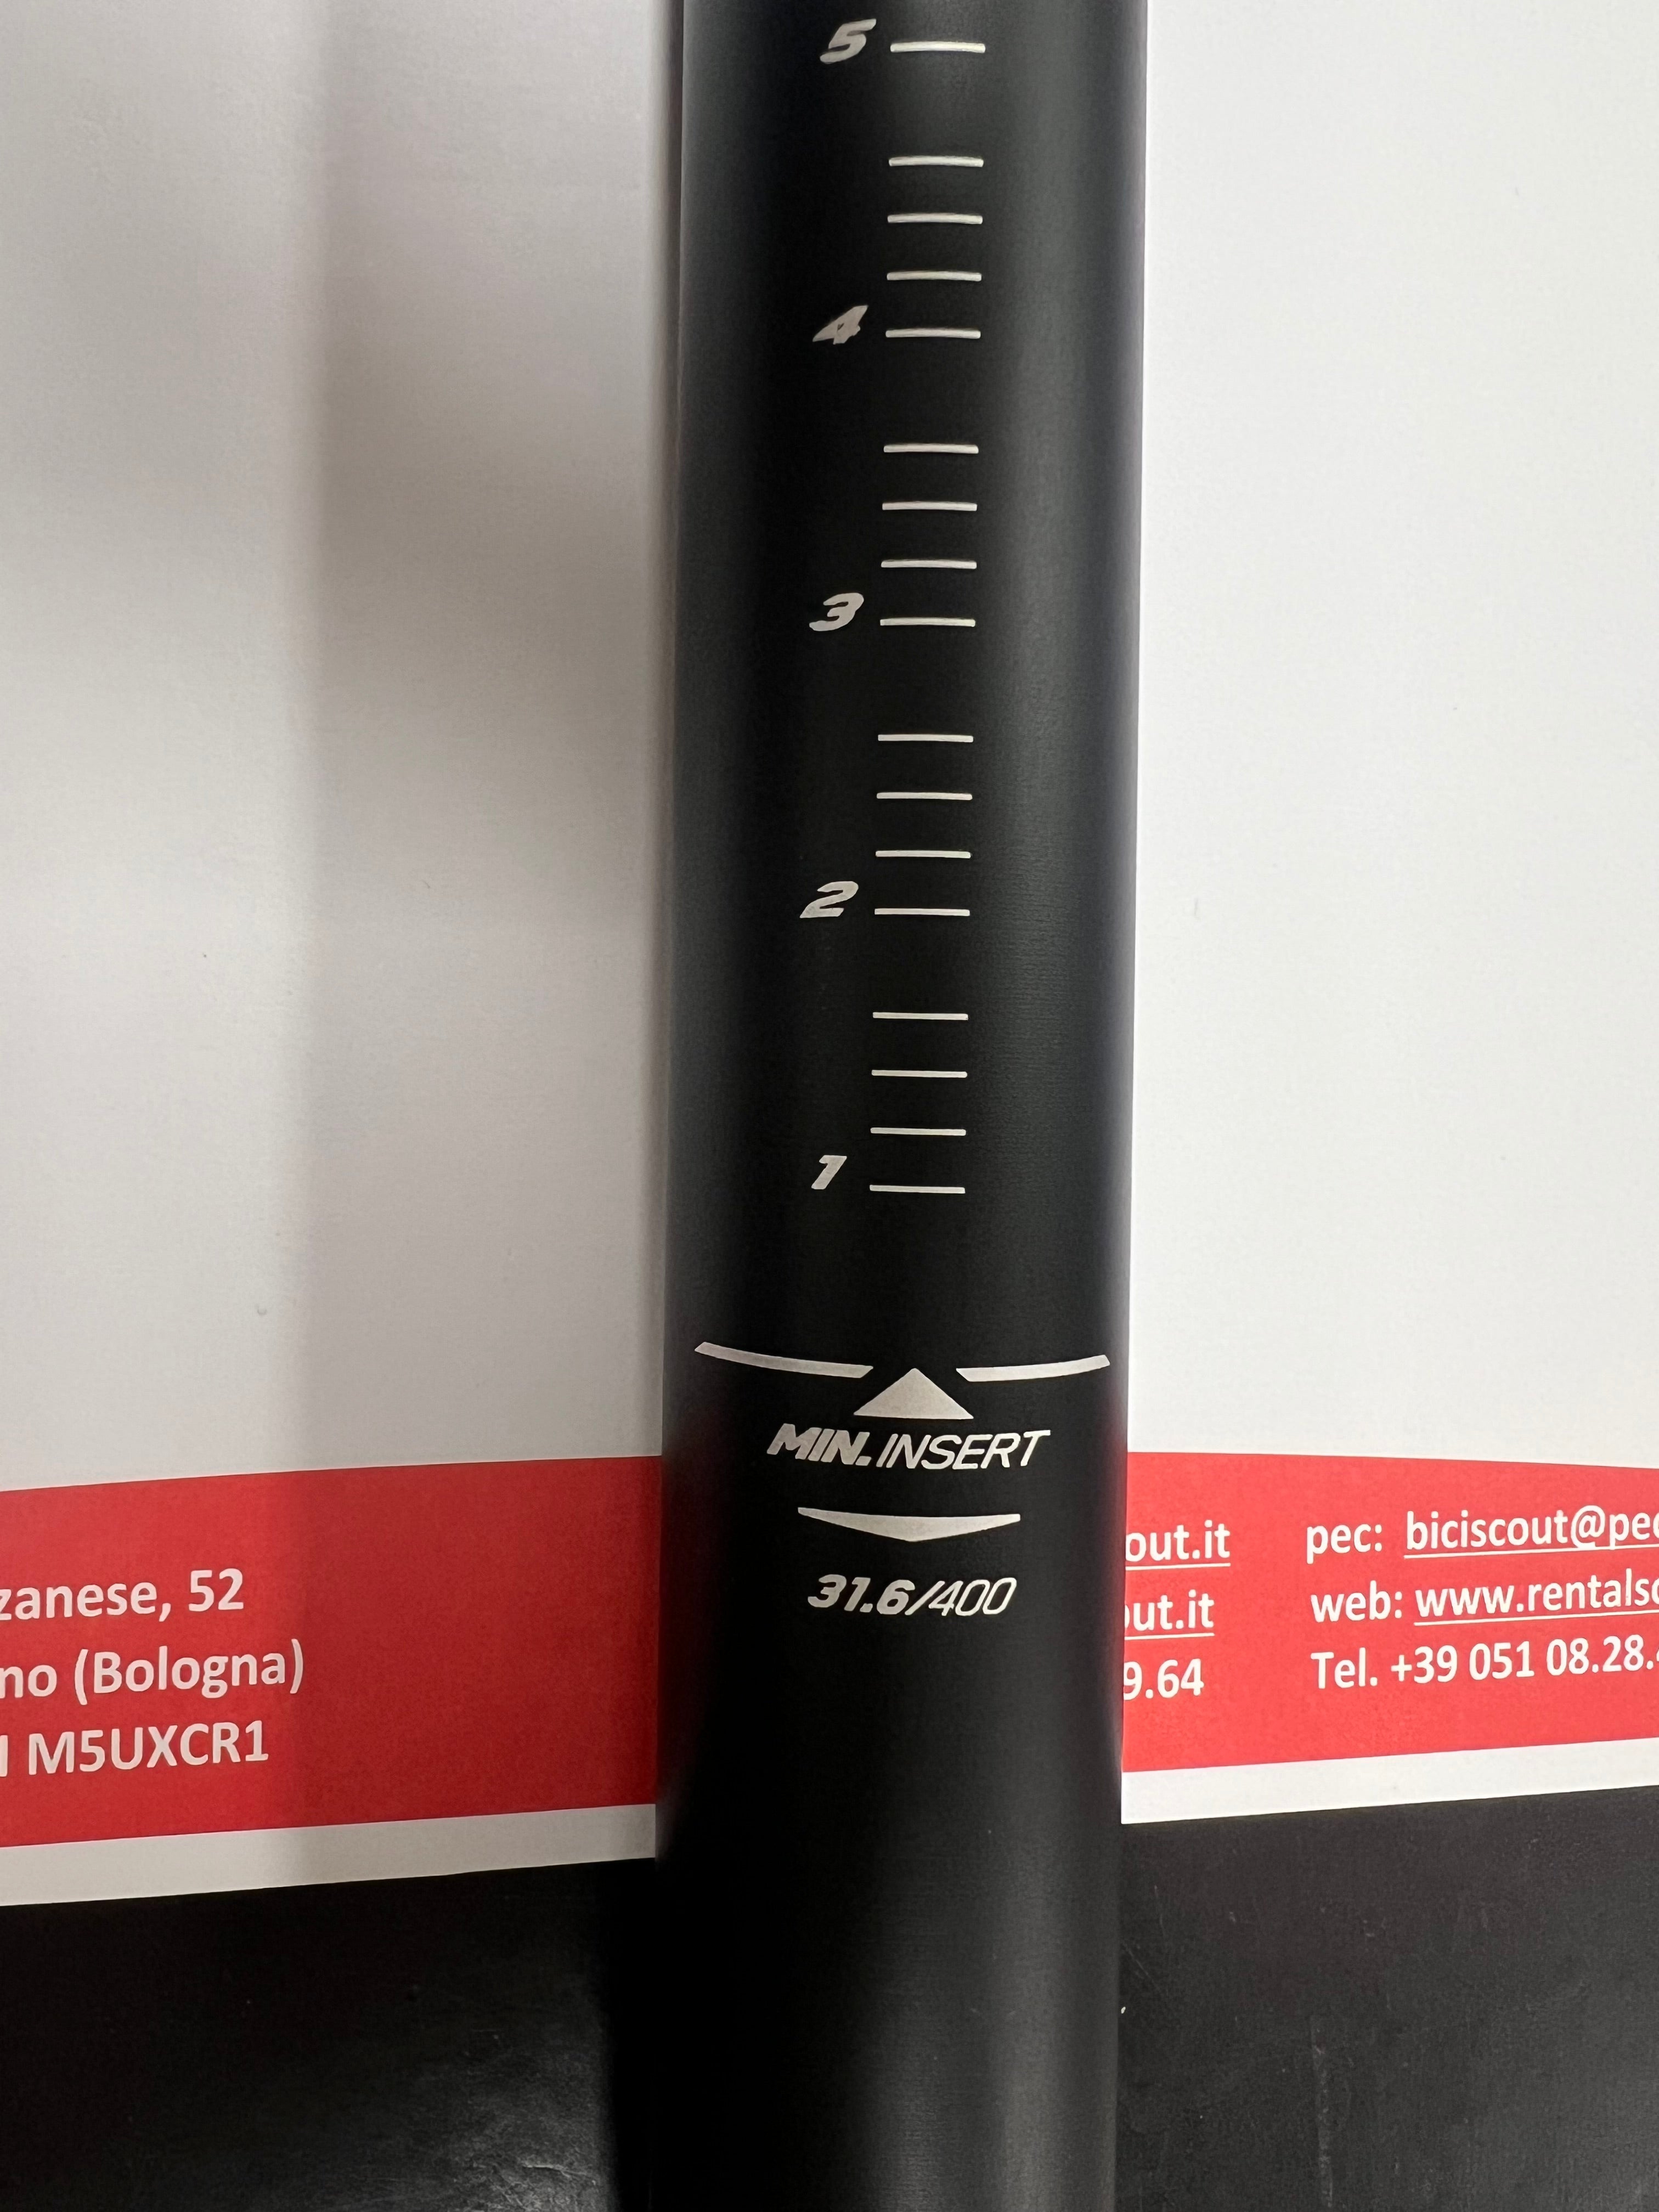 5
4
3
2
1
MIN. INSERT
31.6/400
zanese, 52
no (Bologna)
M5UXCR1
out.it
out.it
9.64
pec: biciscout@pec
web: www.rentalsc
Tel. +39 051 08.28.